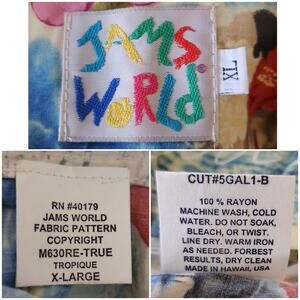 JAMS
WORLD
XL
RN #40179
JAMS WORLD
FABRIC PATTERN
COPYRIGHT
M630RE-TRUE
TROPIQUE
X-LARGE
CUT#5GAL1-B
100 % RAYON
MACHINE WASH, COLD
WATER. DO NOT SOAK,
BLEACH, OR TWIST.
LINE DRY. WARM IRON
AS NEEDED. FORBEST
RESULTS, DRY CLEAN
MADE IN HAWAII, USA